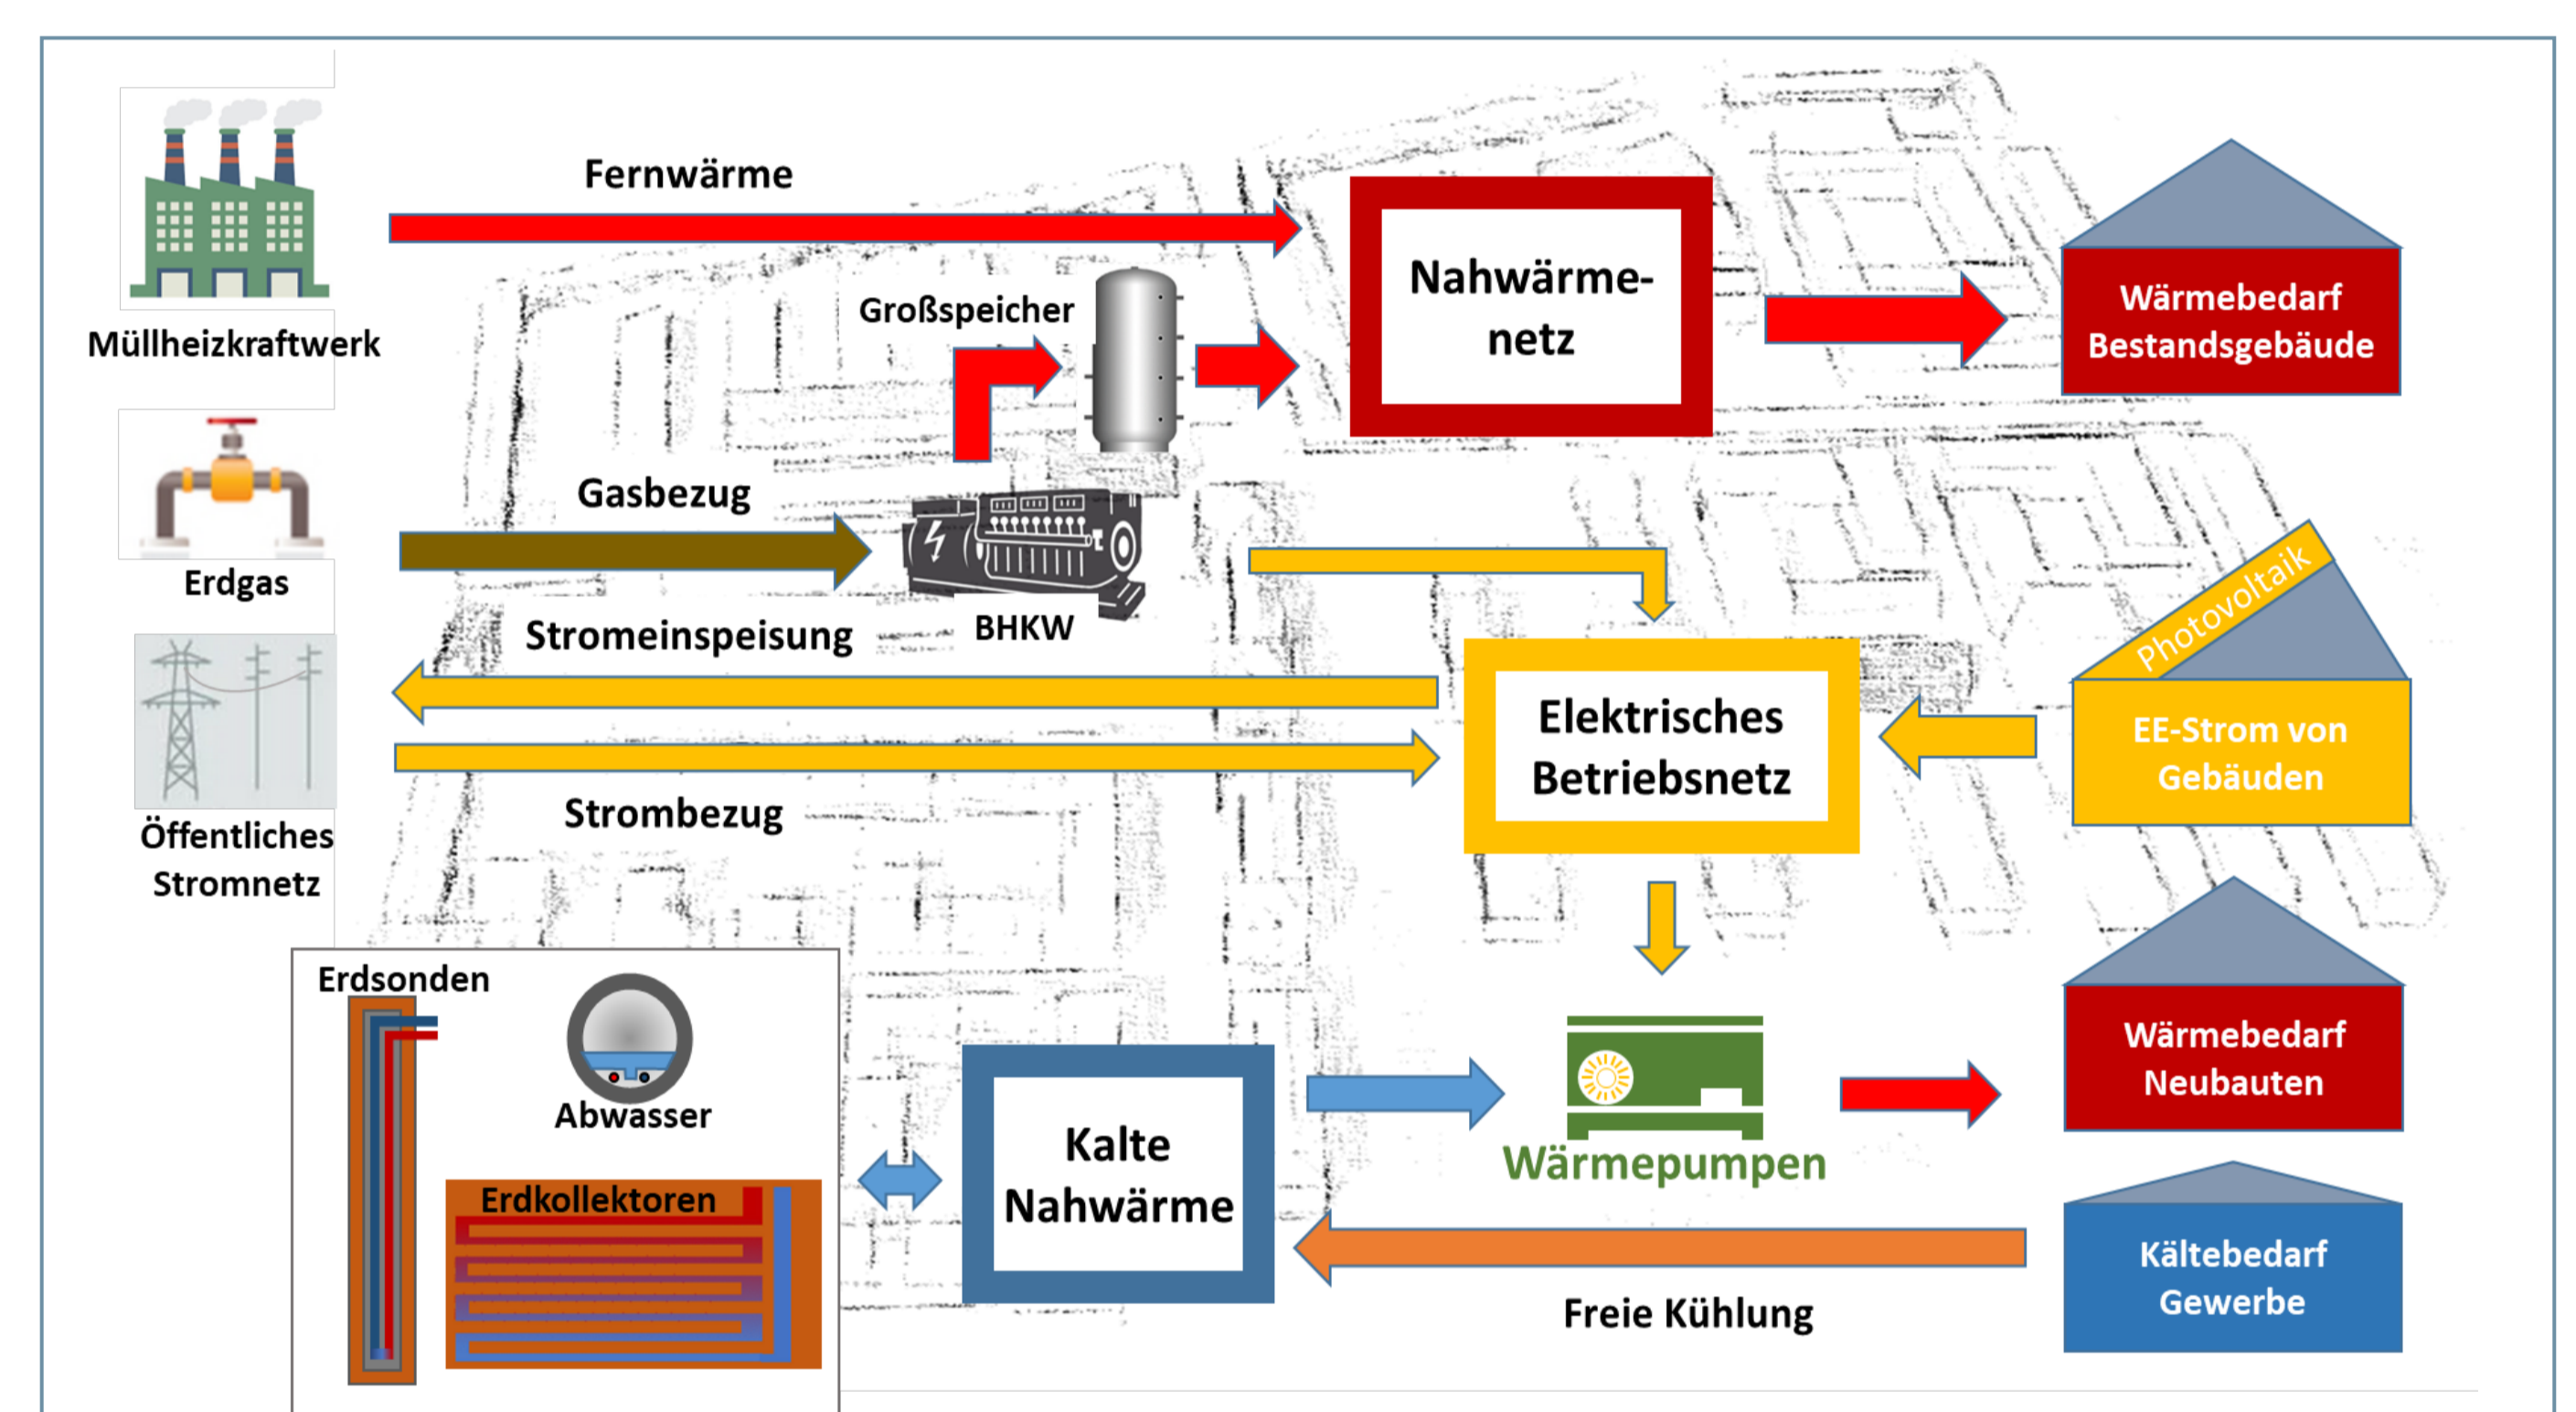 Fernwärme
Müllheizkraftwerk
Großspeicher
Nahwärme-
netz
Wärmebedarf
Bestandsgebäude
Gasbezug
Erdgas
BHKW
Stromeinspeisung
Photovoltaik
Elektrisches
Betriebsnetz
EE-Strom von
Gebäuden
Strombezug
Öffentliches
Stromnetz
Erdsonden
Abwasser
Erdkollektoren
Kalte
Nahwärme
Wärmepumpen
Wärmebedarf
Neubauten
Kältebedarf
Gewerbe
Freie Kühlung